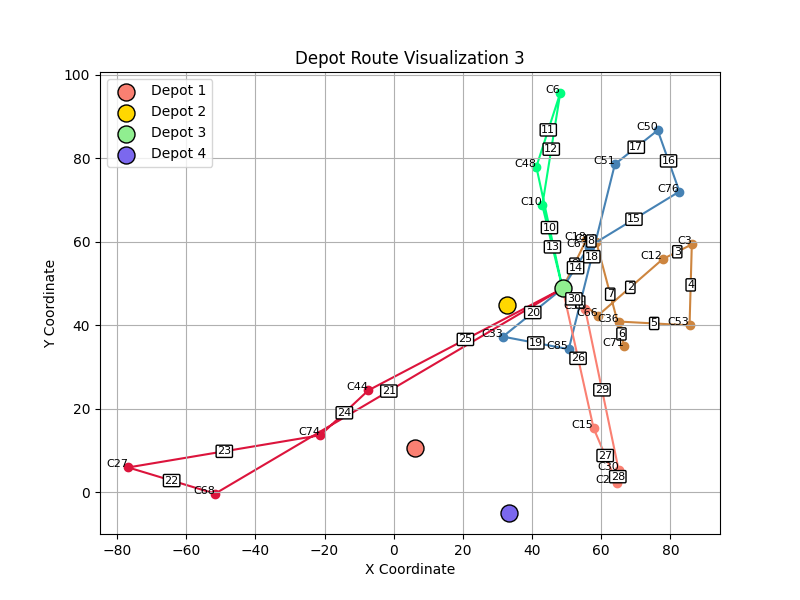 Depot Route Visualization 3
Depot 1
Depot 2
Depot 3
Depot 4
Y Coordinate
X Coordinate
100
80
60
40
20
0
−80
−60
−40
−20
0
20
40
60
80
C6
11
12
C48
C10
10
13
C50
17
C51
16
C76
15
C18
8
18
14
C3
3
C12
4
2
7
30
C66
C36
5
C53
6
C71
20
C33
19
C85
25
26
C44
21
29
24
C15
C74
23
27
C27
C30
28
22
C68